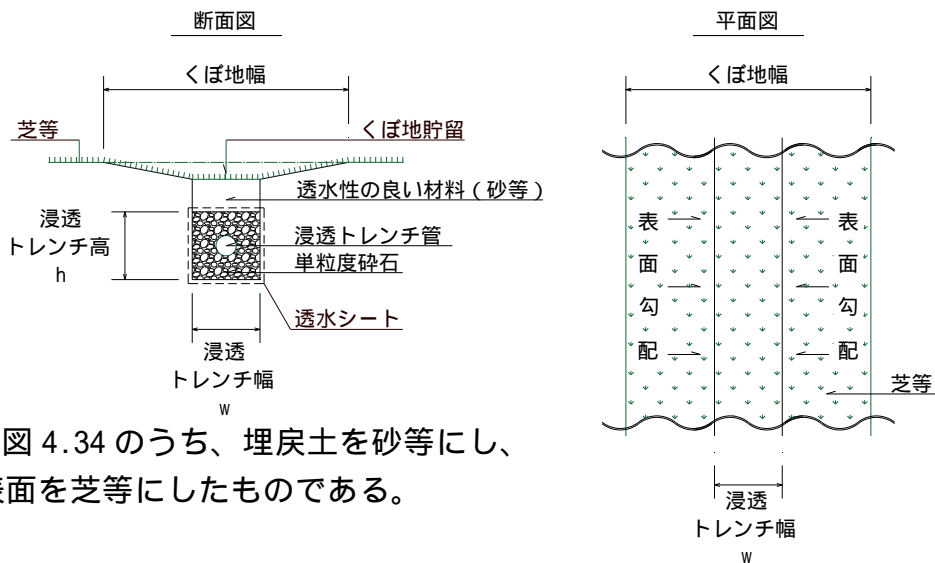 断面図
くぼ地幅
芝等
くぼ地貯留
透水性の良い材料（砂等）
浸透
トレンチ高
h
浸透トレンチ管
単粒度砕石
透水シート
浸透
トレンチ幅
w
図 4.34 のうち、埋戻土を砂等にし、
表面を芝等にしたものである。
平面図
くぼ地幅
表面勾配
表面勾配
芝等
浸透
トレンチ幅
w